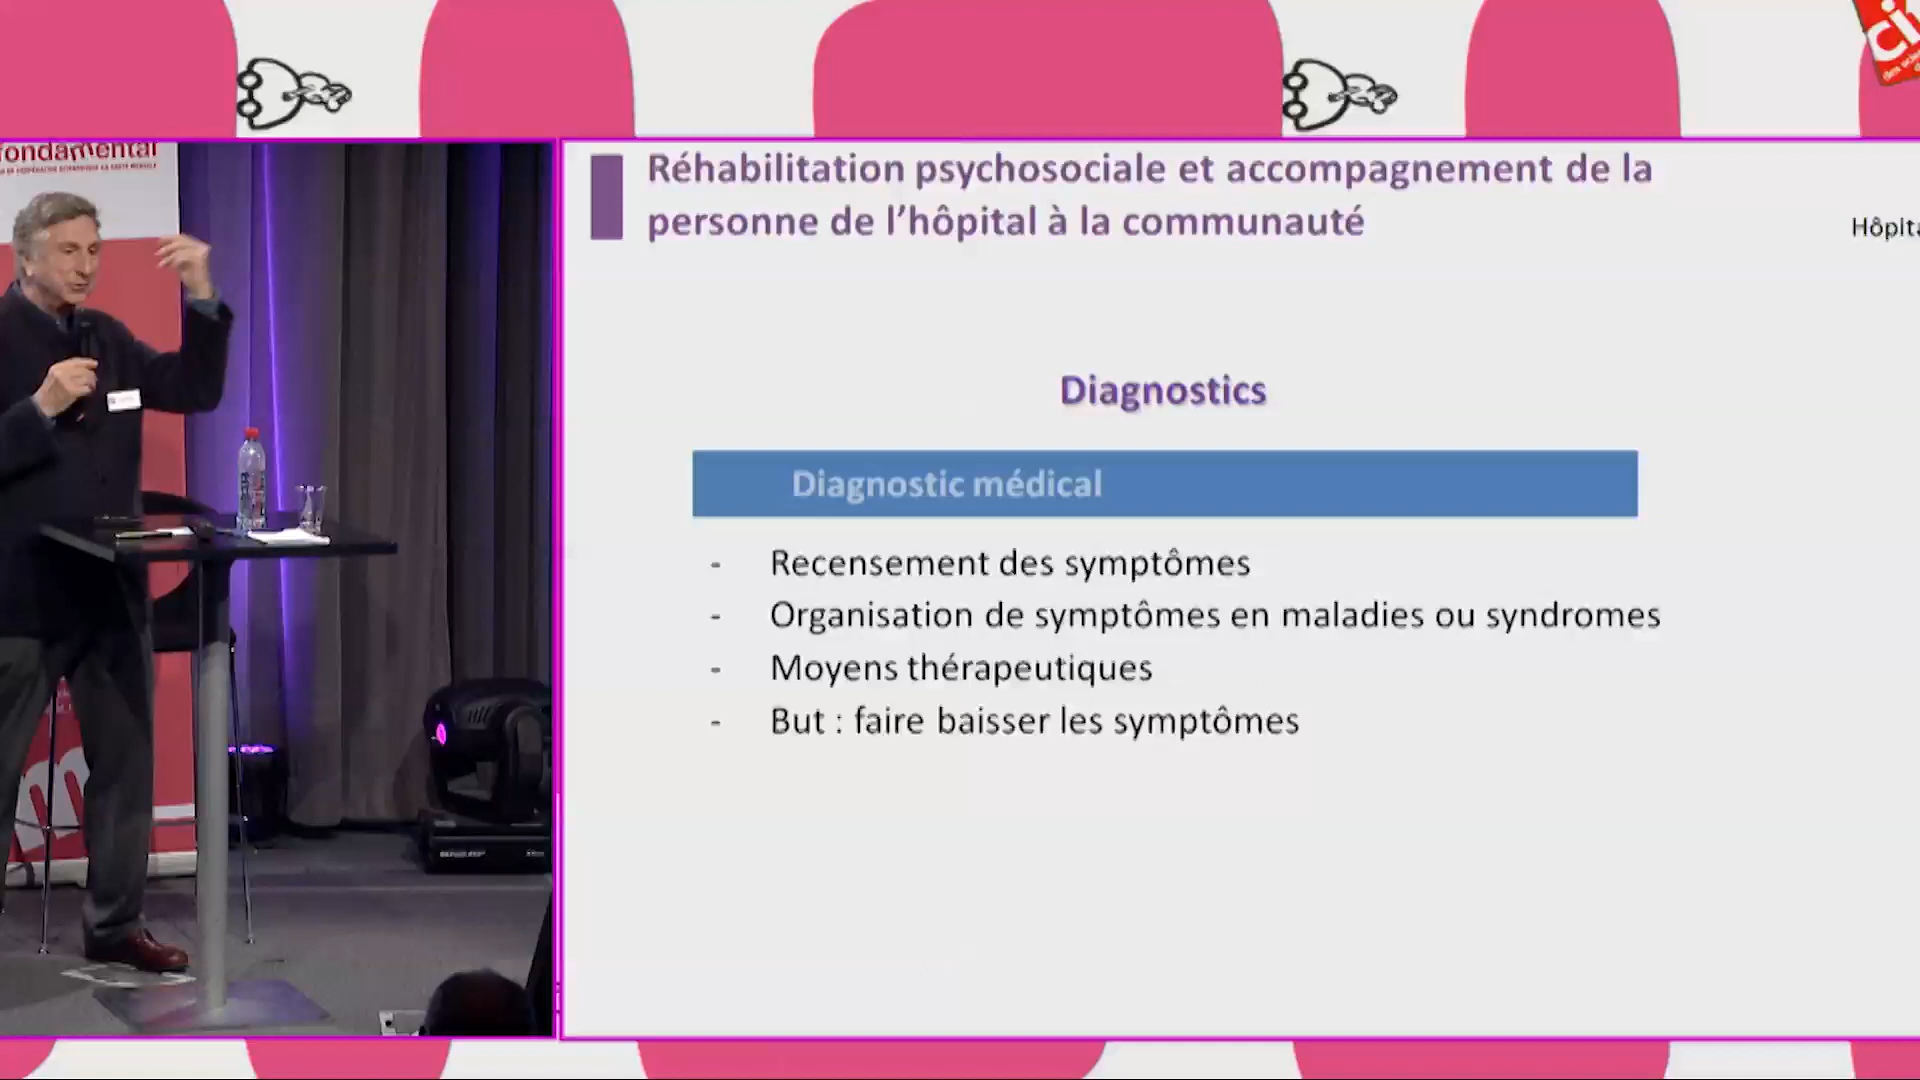 fondamental
Réhabilitation psychosociale et accompagnement de la
personne de l’hôpital à la communauté
Diagnostics
Diagnostic médical
- Recensement des symptômes
- Organisation de symptômes en maladies ou syndromes
- Moyens thérapeutiques
- But : faire baisser les symptômes